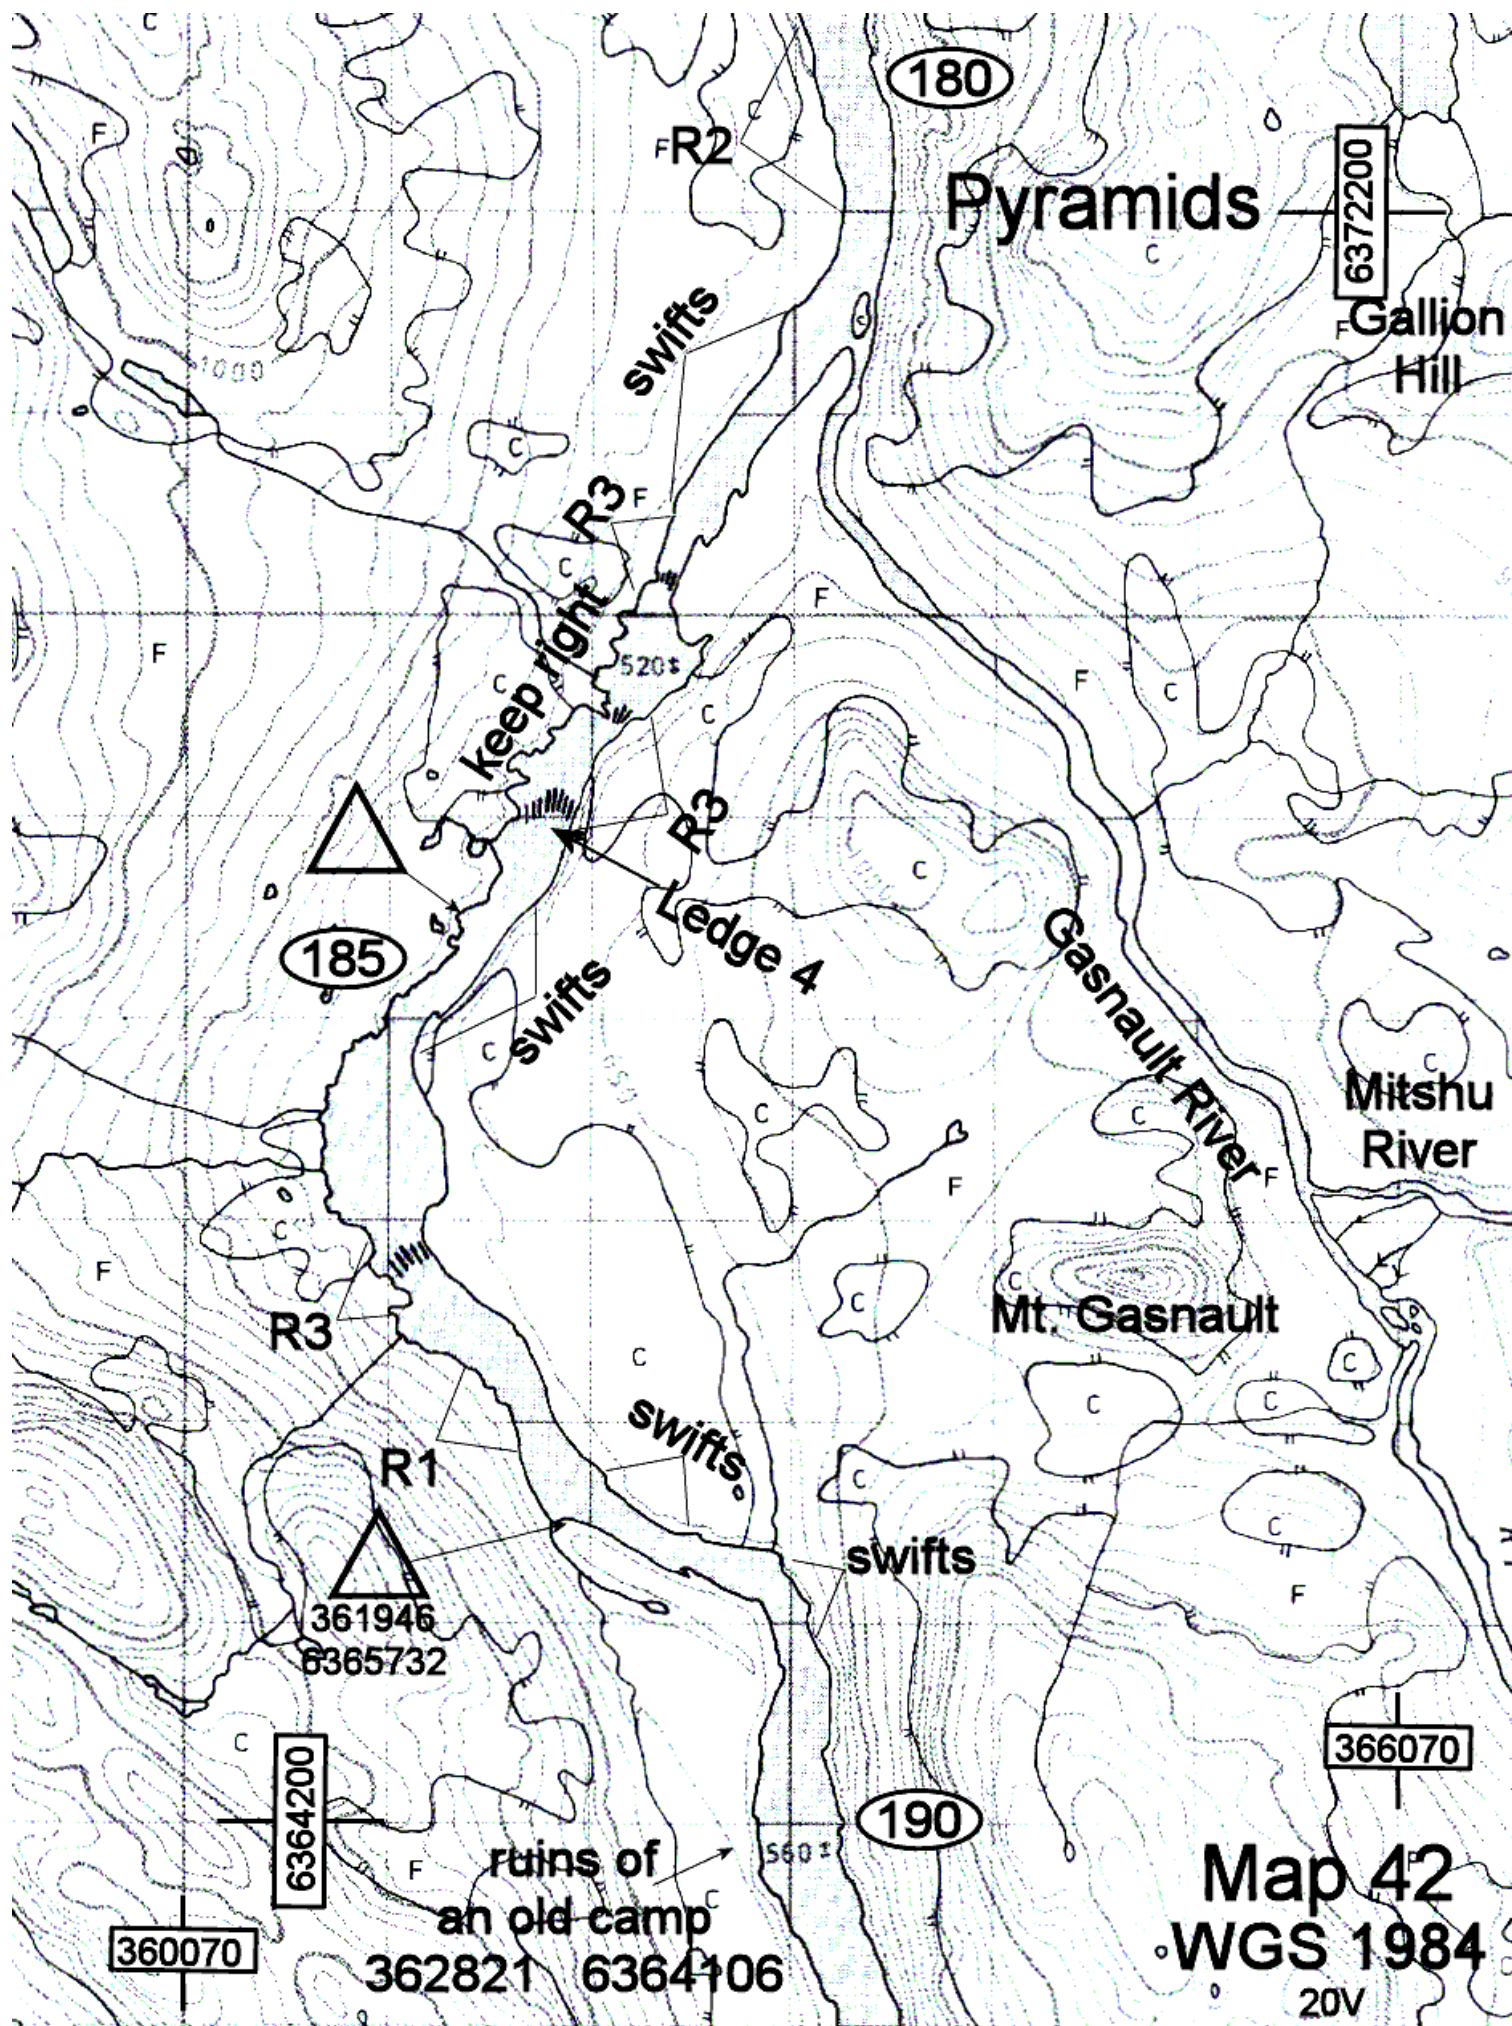 C
180
C
F
F
R2
Pyramids
6372200
C
C
swifts
F
Gallion
Hill
1000
C
R3
F
C
F
F
keep right
520±
F
C
C
C
R3
C
Ledge 4
185
Gasnault River
swifts
C
C
C
C
Mitshu
River
F
F
C
F
C
C
R3
Mt. Gasnault
C
C
C
C
C
swifts
R1
C
C
swifts
F
361946
6365732
C
366070
6364200
190
560±
ruins of
F
C
an old camp
Map 42
360070
362821 6364106
WGS 1984
20V